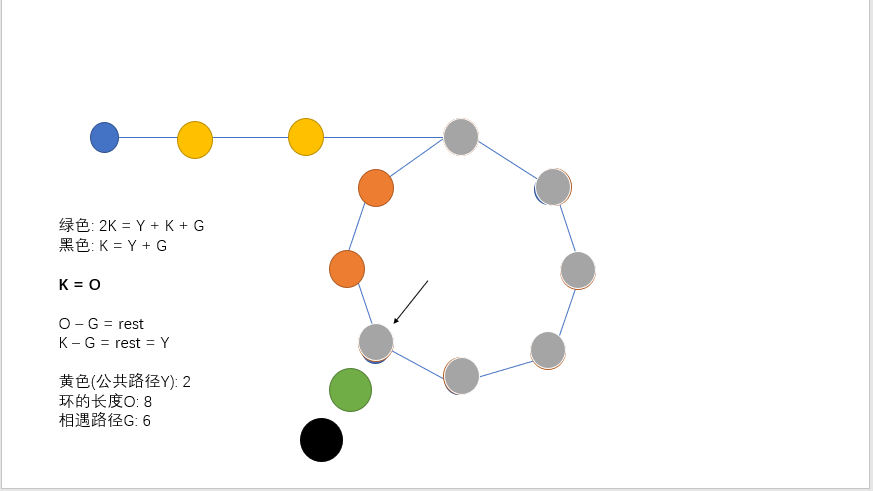 绿色: 2K = Y + K + G
黑色: K = Y + G
K = O
O – G = rest
K – G = rest = Y
黄色(公共路径Y): 2
环的长度O: 8
相遇路径G: 6